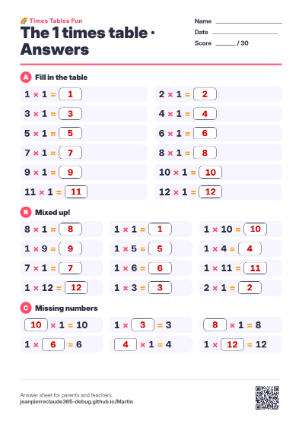 🌈 Times Tables Fun
The 1 times table ·
Answers
Name
Date
Score / 30
A Fill in the table
1 × 1 = 1 2 × 1 = 2
3 × 1 = 3 4 × 1 = 4
5 × 1 = 5 6 × 1 = 6
7 × 1 = 7 8 × 1 = 8
9 × 1 = 9 10 × 1 = 10
11 × 1 = 11 12 × 1 = 12
B Mixed up!
8 × 1 = 8 1 × 1 = 1 1 × 10 = 10
1 × 9 = 9 1 × 5 = 5 1 × 4 = 4
7 × 1 = 7 1 × 6 = 6 1 × 11 = 11
1 × 12 = 12 1 × 3 = 3 2 × 1 = 2
C Missing numbers
10 × 1 = 10 1 × 3 = 3 8 × 1 = 8
1 × 6 = 6 4 × 1 = 4 1 × 12 = 12
Answer sheet for parents and teachers.
jeanpierreclaude365-debug.github.io/Martin